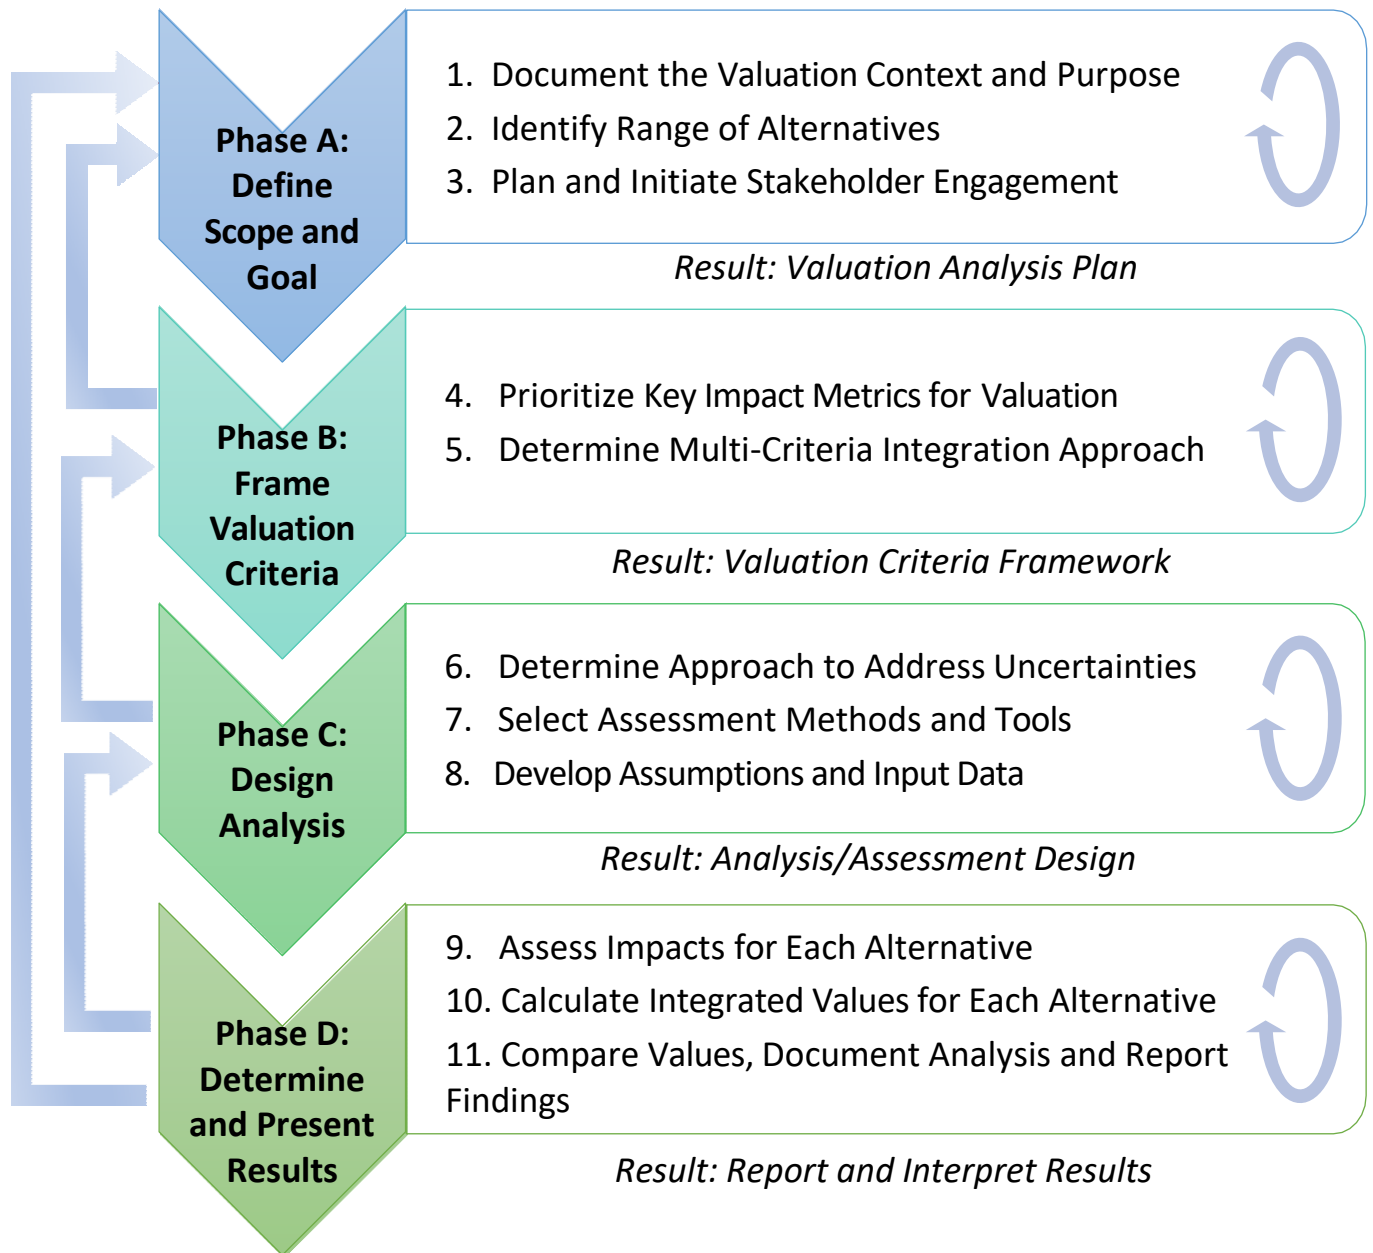 Phase A:
Define
Scope and
Goal
1. Document the Valuation Context and Purpose
2. Identify Range of Alternatives
3. Plan and Initiate Stakeholder Engagement
Result: Valuation Analysis Plan
Phase B:
Frame
Valuation
Criteria
4. Prioritize Key Impact Metrics for Valuation
5. Determine Multi-Criteria Integration Approach
Result: Valuation Criteria Framework
Phase C:
Design
Analysis
6. Determine Approach to Address Uncertainties
7. Select Assessment Methods and Tools
8. Develop Assumptions and Input Data
Result: Analysis/Assessment Design
Phase D:
Determine
and Present
Results
9. Assess Impacts for Each Alternative
10. Calculate Integrated Values for Each Alternative
11. Compare Values, Document Analysis and Report
Findings
Result: Report and Interpret Results